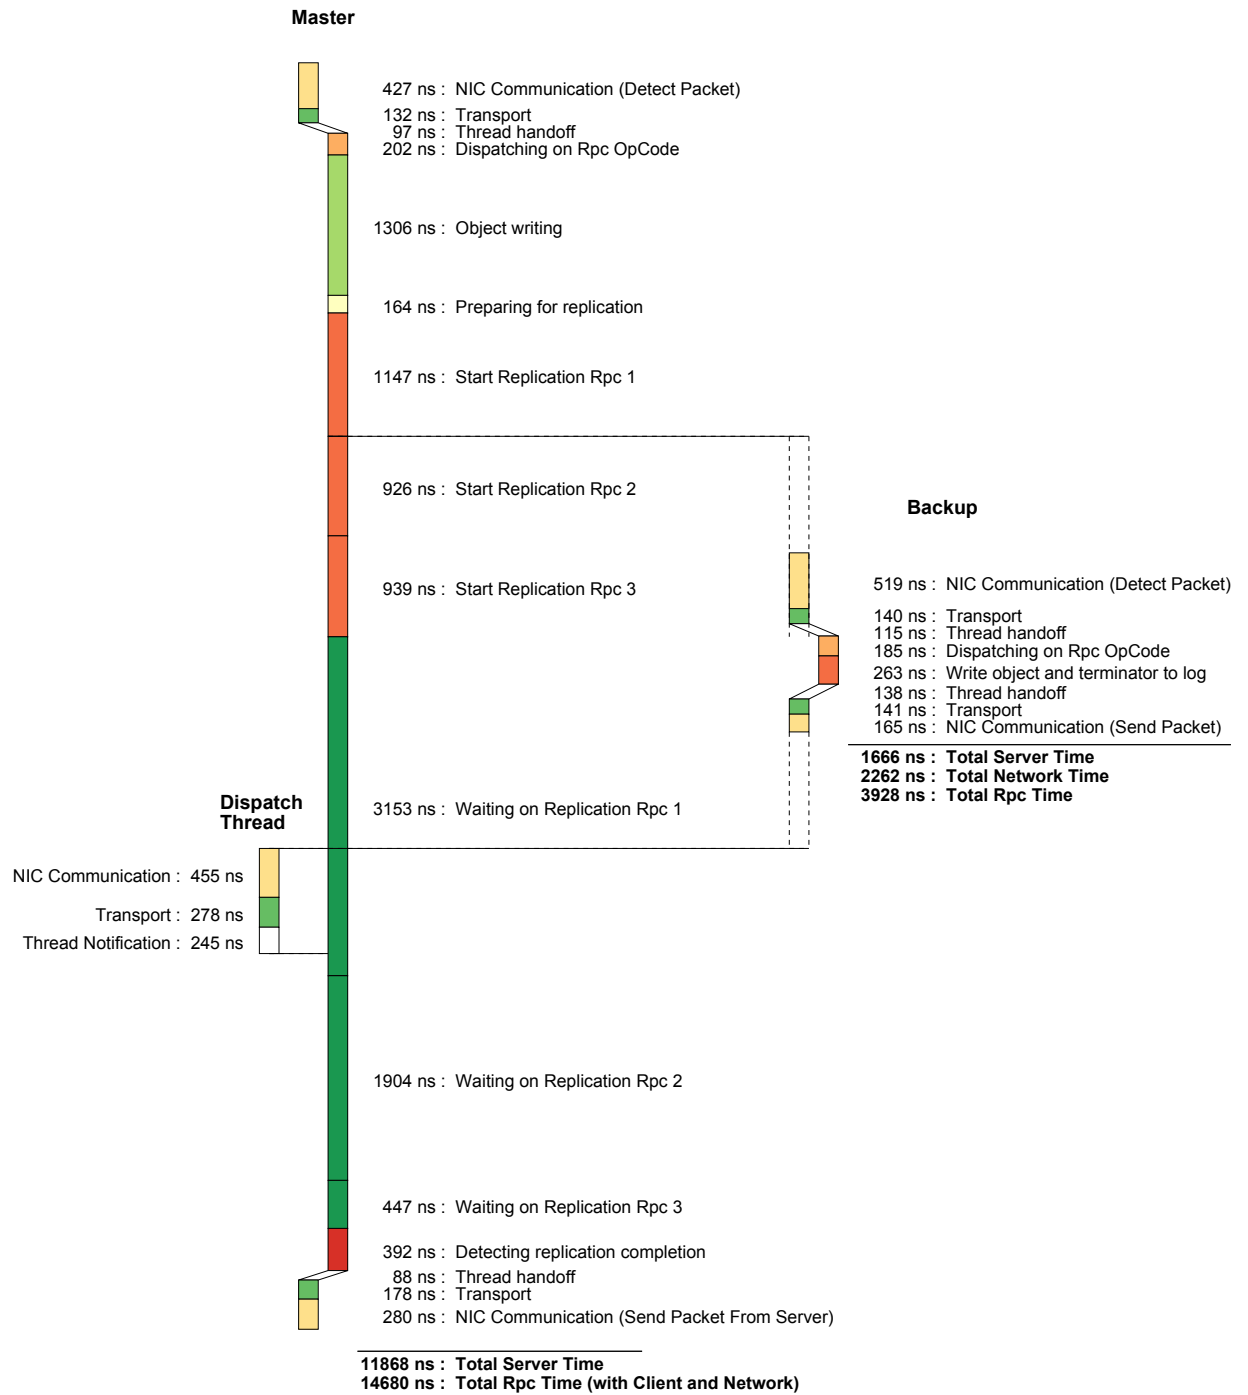 Master
427 ns : NIC Communication (Detect Packet)
132 ns : Transport
97 ns : Thread handoff
202 ns : Dispatching on Rpc OpCode
1306 ns : Object writing
164 ns : Preparing for replication
1147 ns : Start Replication Rpc 1
926 ns : Start Replication Rpc 2
939 ns : Start Replication Rpc 3
Backup
519 ns : NIC Communication (Detect Packet)
140 ns : Transport
115 ns : Thread handoff
185 ns : Dispatching on Rpc OpCode
263 ns : Write object and terminator to log
138 ns : Thread handoff
141 ns : Transport
165 ns : NIC Communication (Send Packet)
1666 ns : Total Server Time
2262 ns : Total Network Time
3928 ns : Total Rpc Time
3153 ns : Waiting on Replication Rpc 1
Dispatch
Thread
NIC Communication : 455 ns
Transport : 278 ns
Thread Notification : 245 ns
1904 ns : Waiting on Replication Rpc 2
447 ns : Waiting on Replication Rpc 3
392 ns : Detecting replication completion
88 ns : Thread handoff
178 ns : Transport
280 ns : NIC Communication (Send Packet From Server)
11868 ns : Total Server Time
14680 ns : Total Rpc Time (with Client and Network)